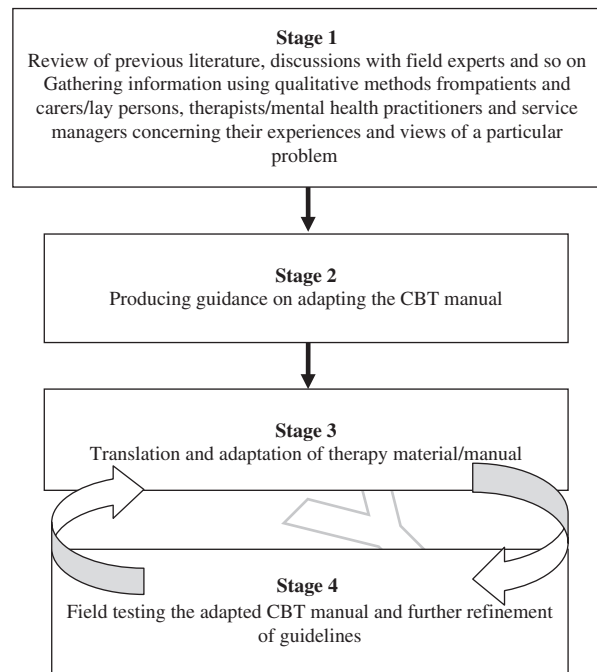 Stage 1
Review of previous literature, discussions with field experts and so on
Gathering information using qualitative methods frompatients and
carers/lay persons, therapists/mental health practitioners and service
managers concerning their experiences and views of a particular
problem
Stage 2
Producing guidance on adapting the CBT manual
Stage 3
Translation and adaptation of therapy material/manual
Stage 4
Field testing the adapted CBT manual and further refinement
of guidelines